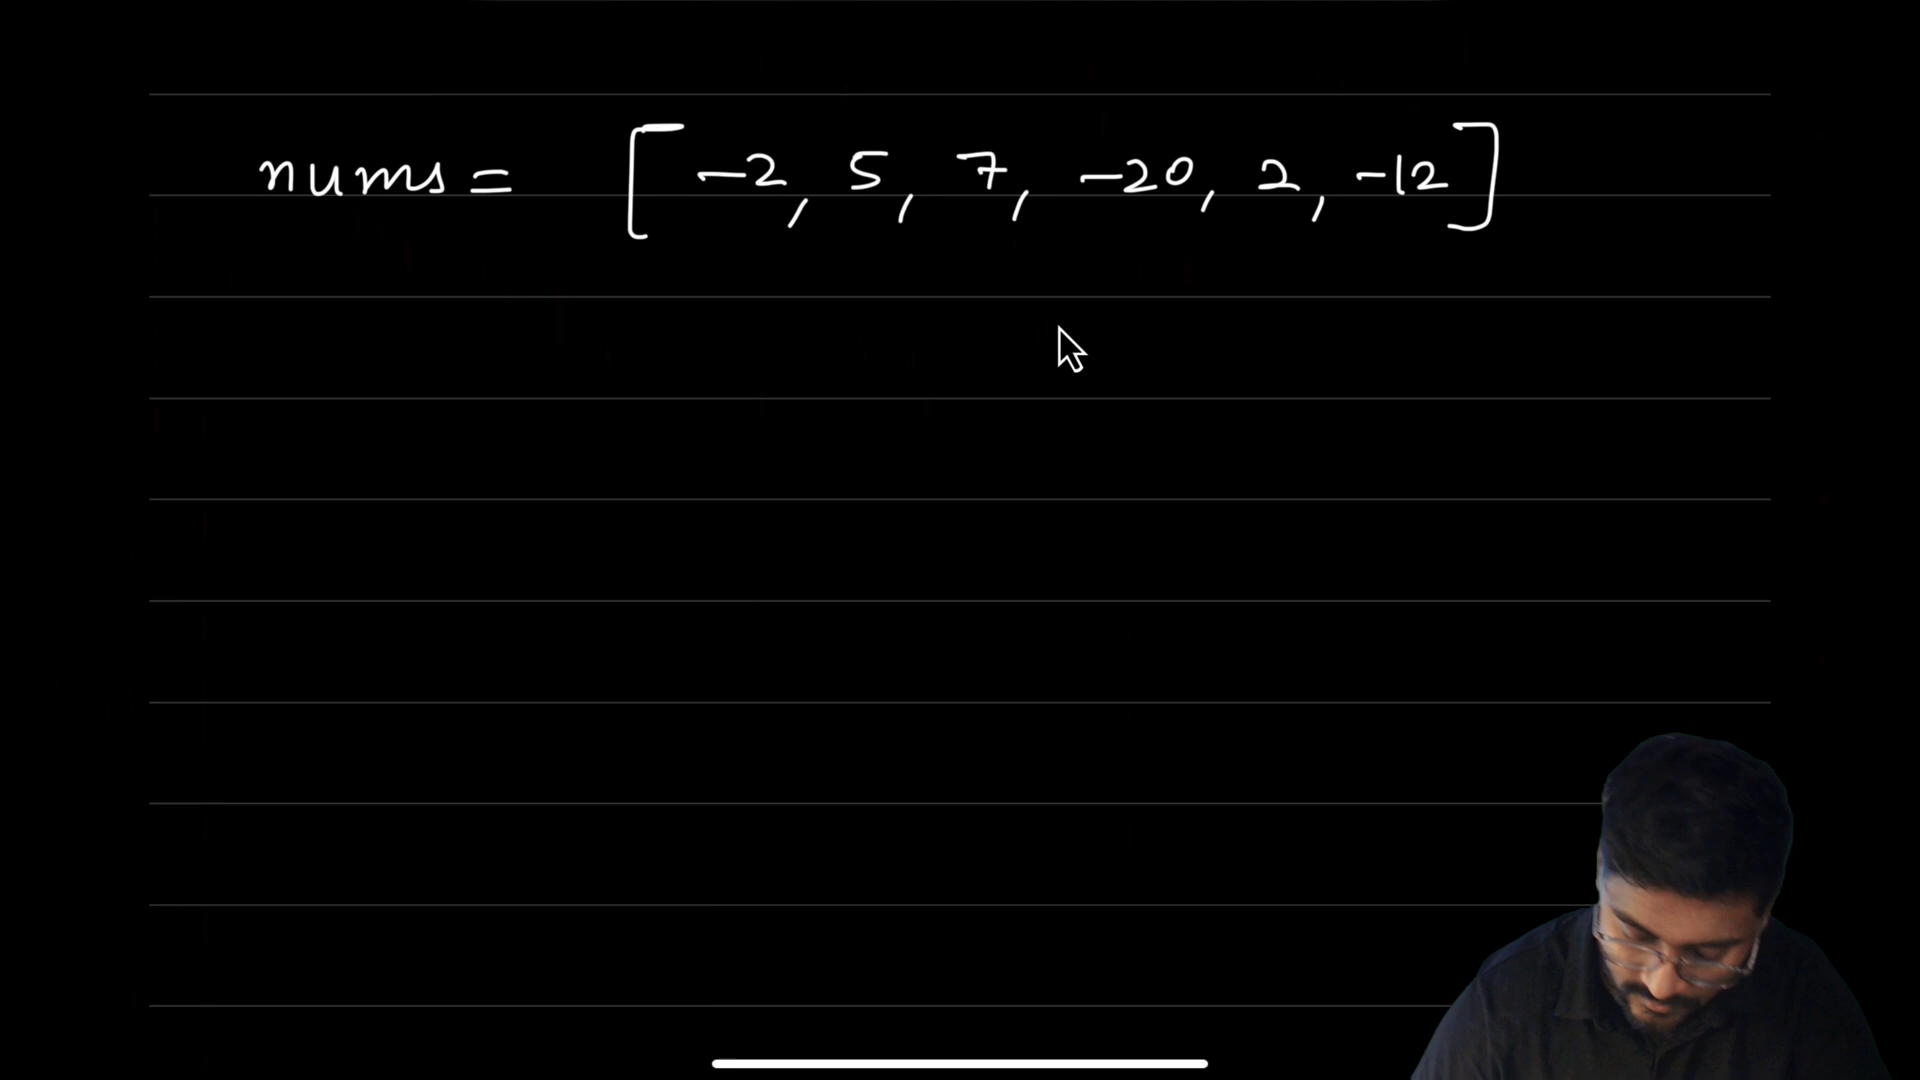 nums = [ -2, 5, 7, -20, 2, -12 ]